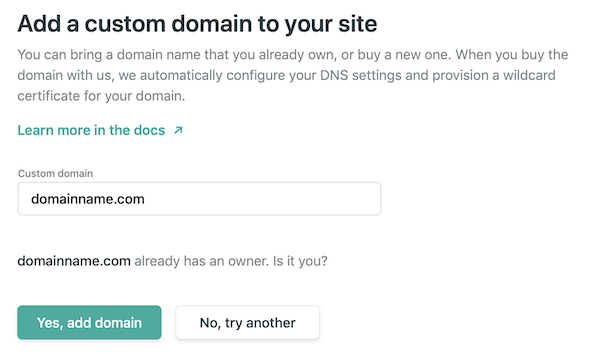 Add a custom domain to your site
You can bring a domain name that you already own, or buy a new one. When you buy the
domain with us, we automatically configure your DNS settings and provision a wildcard
certificate for your domain.
Learn more in the docs ↗
Custom domain
domainname.com
domainname.com already has an owner. Is it you?
Yes, add domain
No, try another